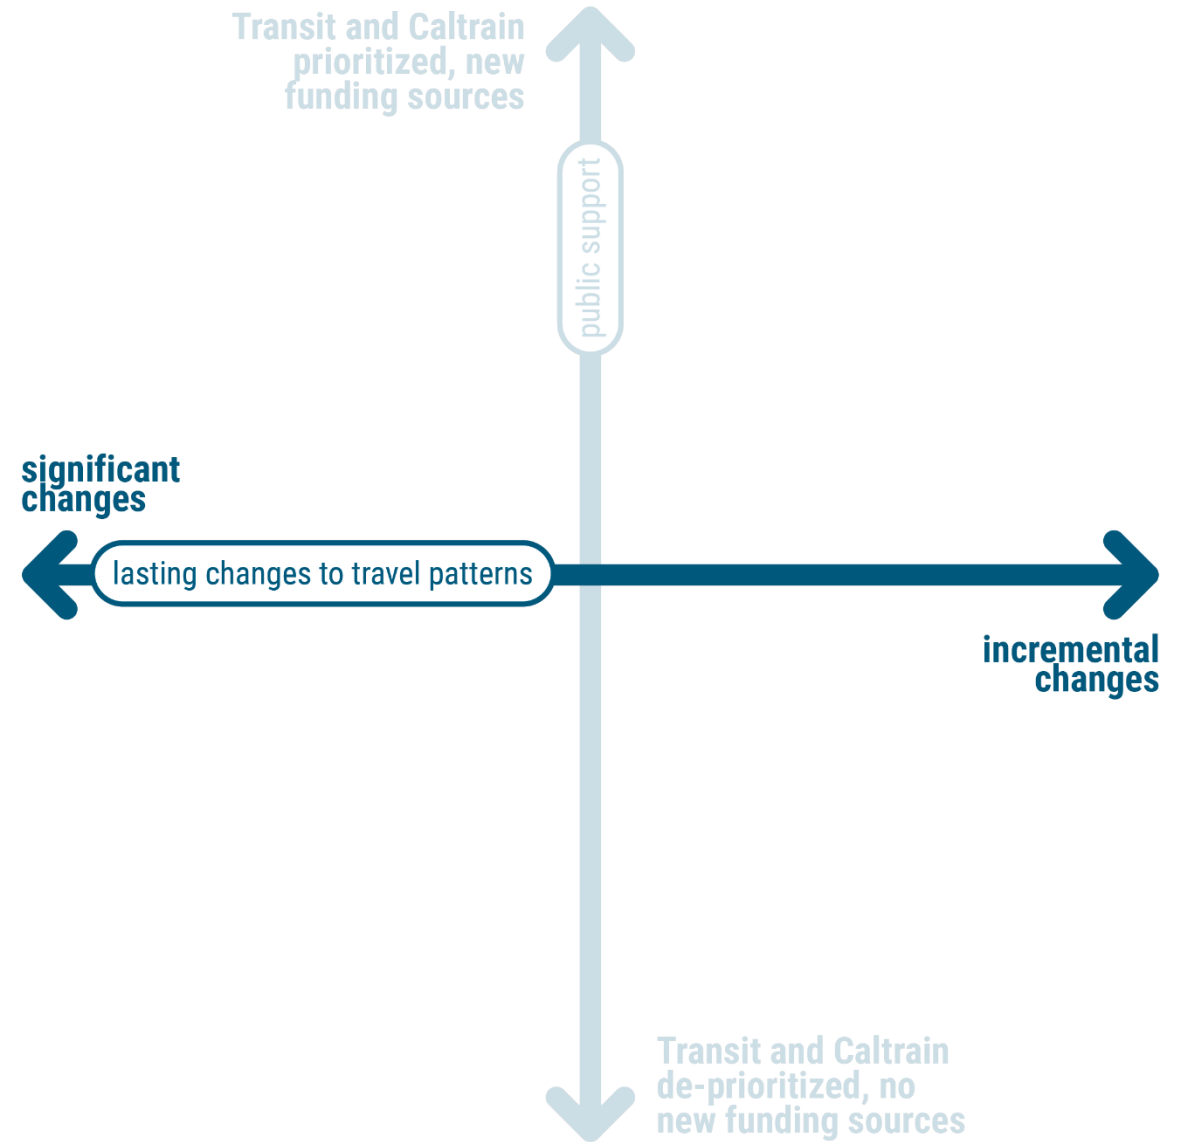 Transit and Caltrain
prioritized, new
funding sources
public support
significant
changes
lasting changes to travel patterns
incremental
changes
Transit and Caltrain
de-prioritized, no
new funding sources